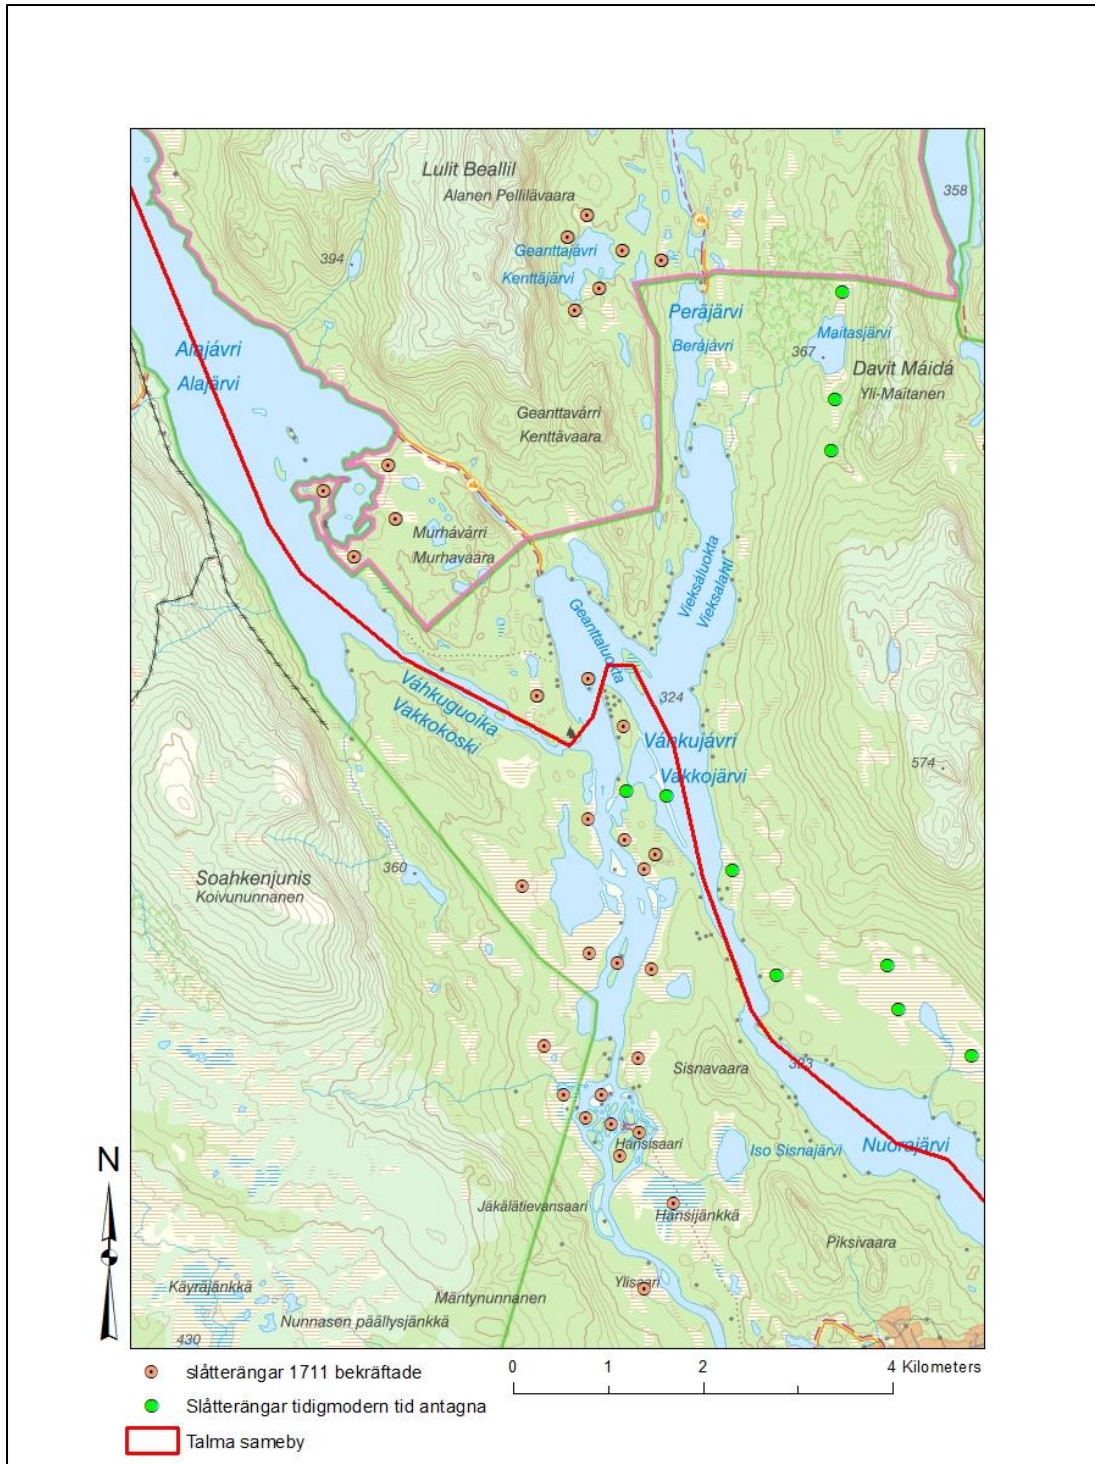 Lulit Beallil
Alanen Pellilävaara
358
394
Geanttajávri
Kenttäjärvi
Peräjärvi
Berájávri
Maitasjärvi
367
Davit Máidá
Yli-Maitanen
Alajávri
Alajärvi
Geanttavárri
Kenttävaara
Murhávárri
Murhavaara
Vieksáluokta
Vieksalahti
Geanttaluokta
324
Váhkuguoika
Vakkokoski
Váhkujávri
Vakkojärvi
574
360
Soahkenjunis
Koivununnanen
Sisnavaara
323
Hansisaari
Iso Sisnajärvi
Nuorajärvi
Jäkälätievansaari
Hansijänkkä
Piksivaara
Ylisaari
Käyräjänkkä
Mäntynunnanen
Nunnasen päällysjänkkä
430
N
slåtterängar 1711 bekräftade
Slåtterängar tidigmodern tid antagna
Talma sameby
0 1 2 4 Kilometers